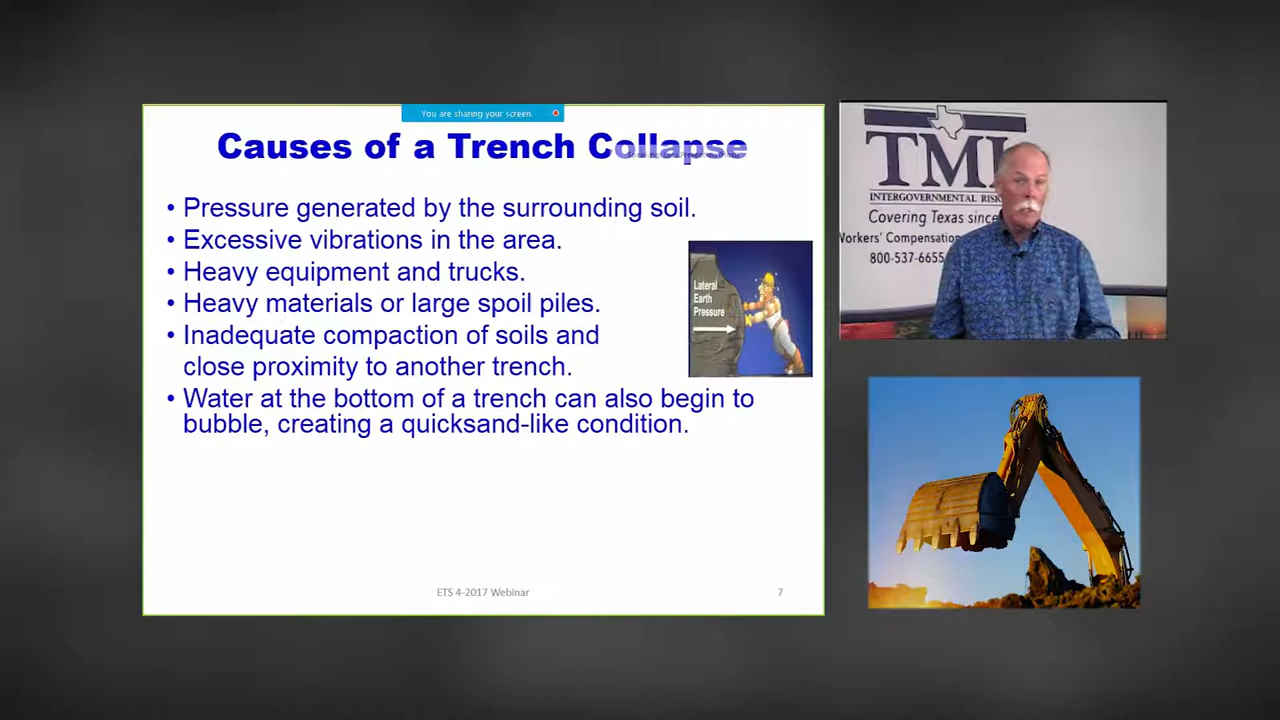 You are sharing your screen.
Causes of a Trench Collapse
• Pressure generated by the surrounding soil.
• Excessive vibrations in the area.
• Heavy equipment and trucks.
• Heavy materials or large spoil piles.
• Inadequate compaction of soils and
close proximity to another trench.
• Water at the bottom of a trench can also begin to
bubble, creating a quicksand-like condition.
Lateral
Earth
Pressure
ETS 4-2017 Webinar
7
TML
INTERGOVERNMENTAL RISK
Covering Texas since
Workers' Compensation
800-537-6655